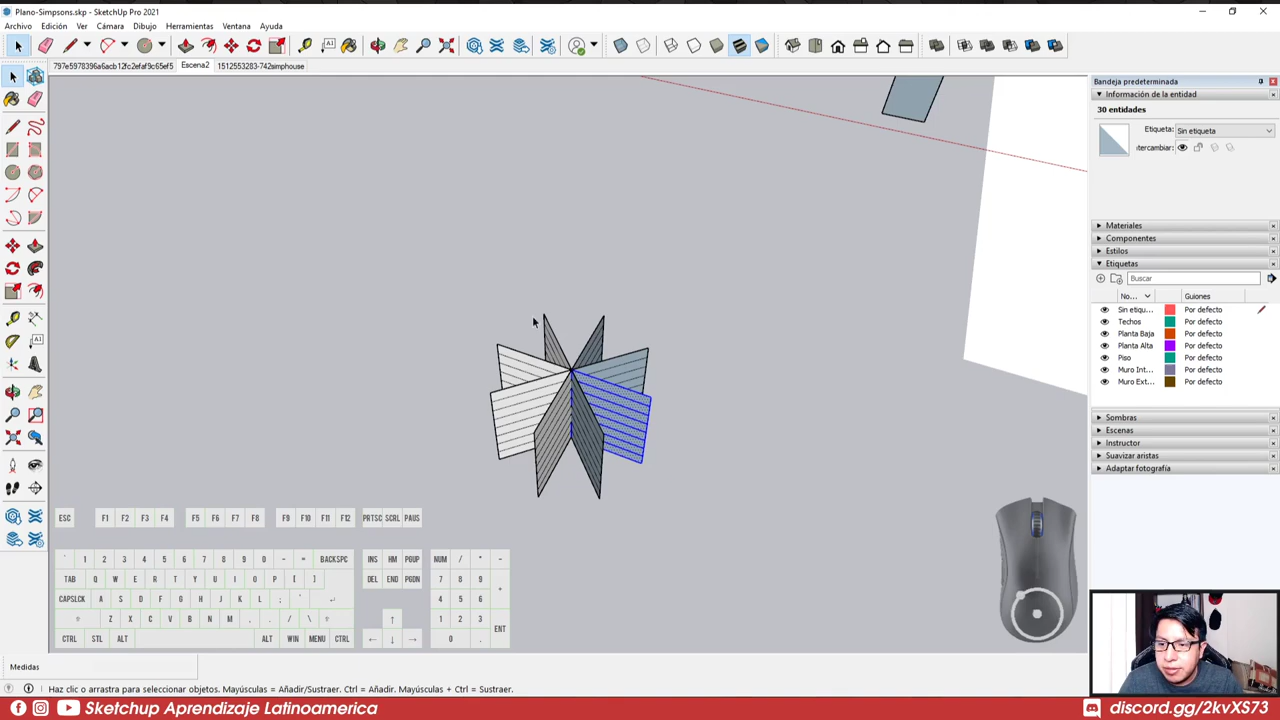 Plano-Simpsons.skp - SketchUp Pro 2021
Archivo Edición Ver Cámara Dibujo Herramientas Ventana Ayuda
797e5978396a6acb12fc2efaf9c65ef5 Escena2 1512553283-742simphouse
Bandeja predeterminada
Información de la entidad
30 entidades
Etiqueta: Sin etiqueta
ıtercambiar:
Materiales
Componentes
Estilos
Etiquetas
Buscar
No... Guiones
Sin etiqu... Por defecto
Techos Por defecto
Planta Baja Por defecto
Planta Alta Por defecto
Piso Por defecto
Muro Int... Por defecto
Muro Ext... Por defecto
Sombras
Escenas
Instructor
Suavizar aristas
Adaptar fotografía
ESC F1 F2 F3 F4 F5 F6 F7 F8 F9 F10 F11 F12 PRTSC SCRL PAUS
` 1 2 3 4 5 6 7 8 9 0 - = BACKSPC INS HM PGUP NUM / * -
TAB Q W E R T Y U I O P [ ] DEL END PGDN 7 8 9 +
CAPSLCK A S D F G H J K L ; ' 4 5 6
Z X C V B N M , . / \ ↑ 1 2 3 ENT
CTRL STL ALT ALT WIN MENU CTRL ← ↓ → 0 .
Medidas
Haz clic o arrastra para seleccionar objetos. Mayúsculas = Añadir/Sustraer. Ctrl = Añadir. Mayúsculas + Ctrl = Sustraer.
Sketchup Aprendizaje Latinoamerica
discord.gg/2kvXS73